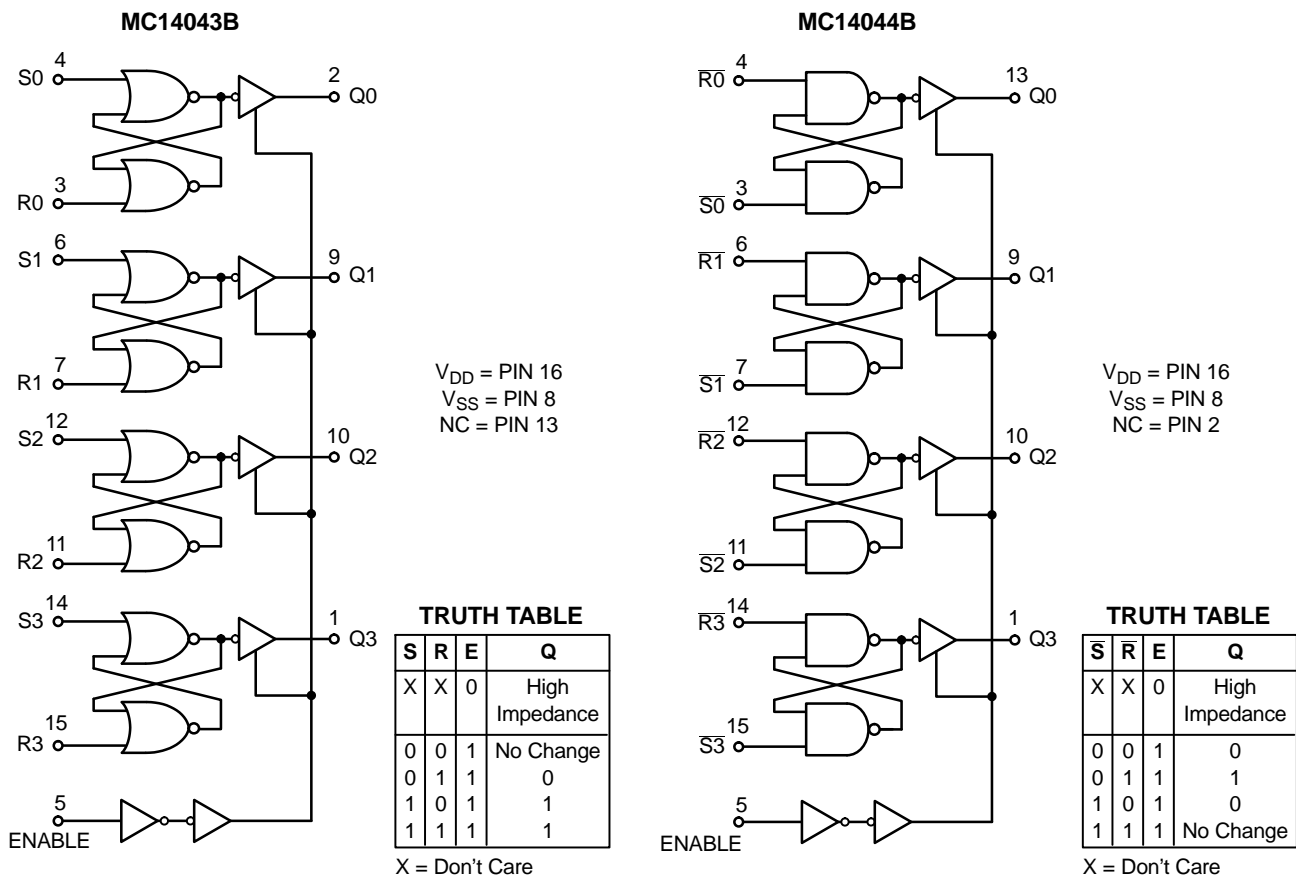 MC14043B
S0 4
2 Q0
R0 3
S1 6
9 Q1
R1 7
S2 12
10 Q2
R2 11
S3 14
1 Q3
R3 15
5
ENABLE
V_DD = PIN 16
V_SS = PIN 8
NC = PIN 13
TRUTH TABLE
S R E Q
X X 0 High
Impedance
0 0 1 No Change
0 1 1 0
1 0 1 1
1 1 1 1
X = Don't Care
MC14044B
R̅0̅ 4
13 Q0
S̅0̅ 3
R̅1̅ 6
9 Q1
S̅1̅ 7
R̅2̅ 12
10 Q2
S̅2̅ 11
R̅3̅ 14
1 Q3
S̅3̅ 15
5
ENABLE
V_DD = PIN 16
V_SS = PIN 8
NC = PIN 2
TRUTH TABLE
S̅ R̅ E Q
X X 0 High
Impedance
0 0 1 0
0 1 1 1
1 0 1 0
1 1 1 No Change
X = Don't Care